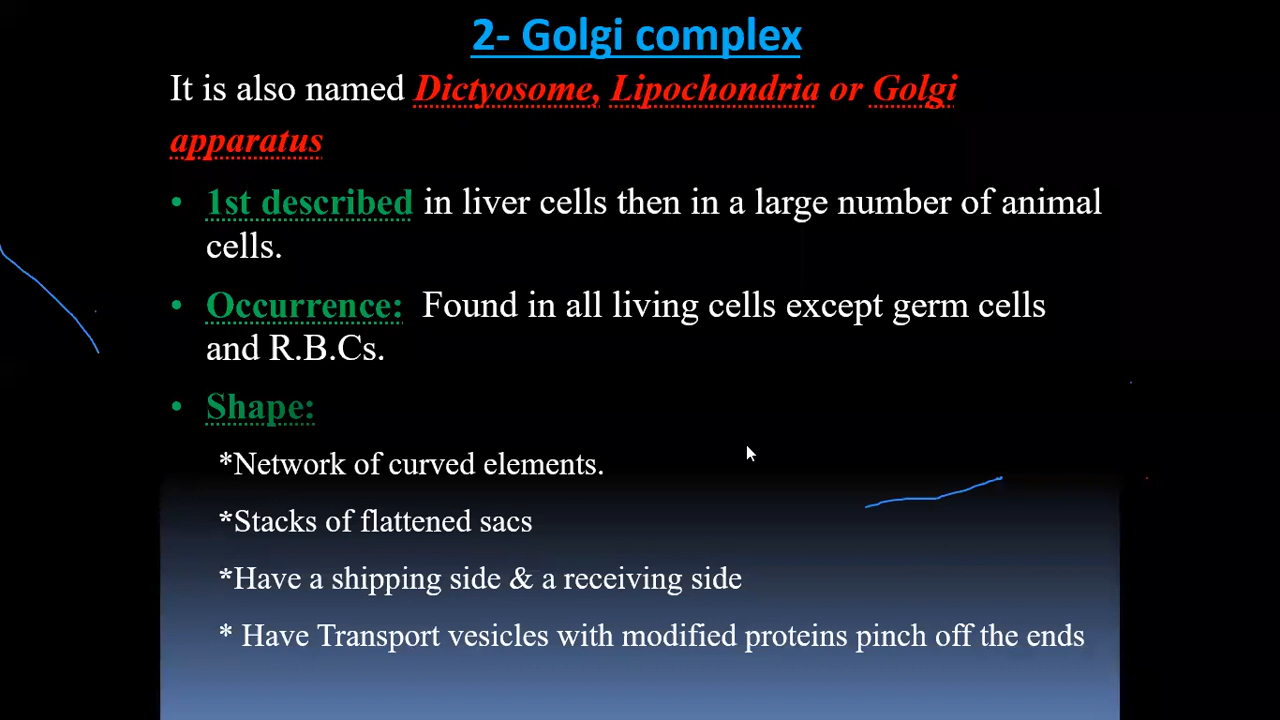 2- Golgi complex
It is also named Dictyosome, Lipochondria or Golgi
apparatus
• 1st described in liver cells then in a large number of animal
cells.
• Occurrence: Found in all living cells except germ cells
and R.B.Cs.
• Shape:
*Network of curved elements.
*Stacks of flattened sacs
*Have a shipping side & a receiving side
* Have Transport vesicles with modified proteins pinch off the ends